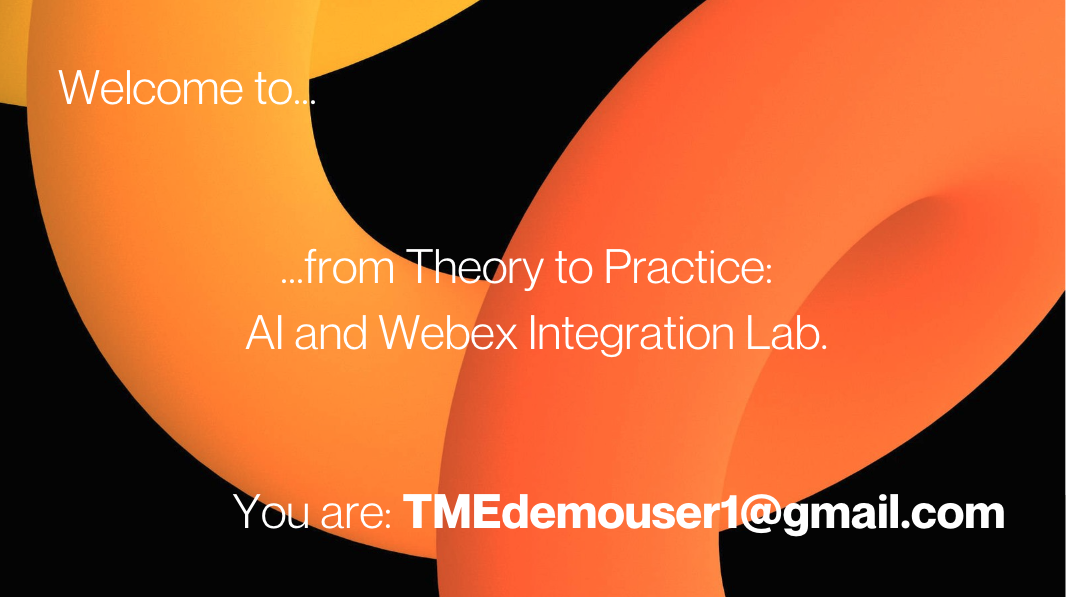 Welcome to...
...from Theory to Practice:
AI and Webex Integration Lab.
You are: TMEdemouser1@gmail.com